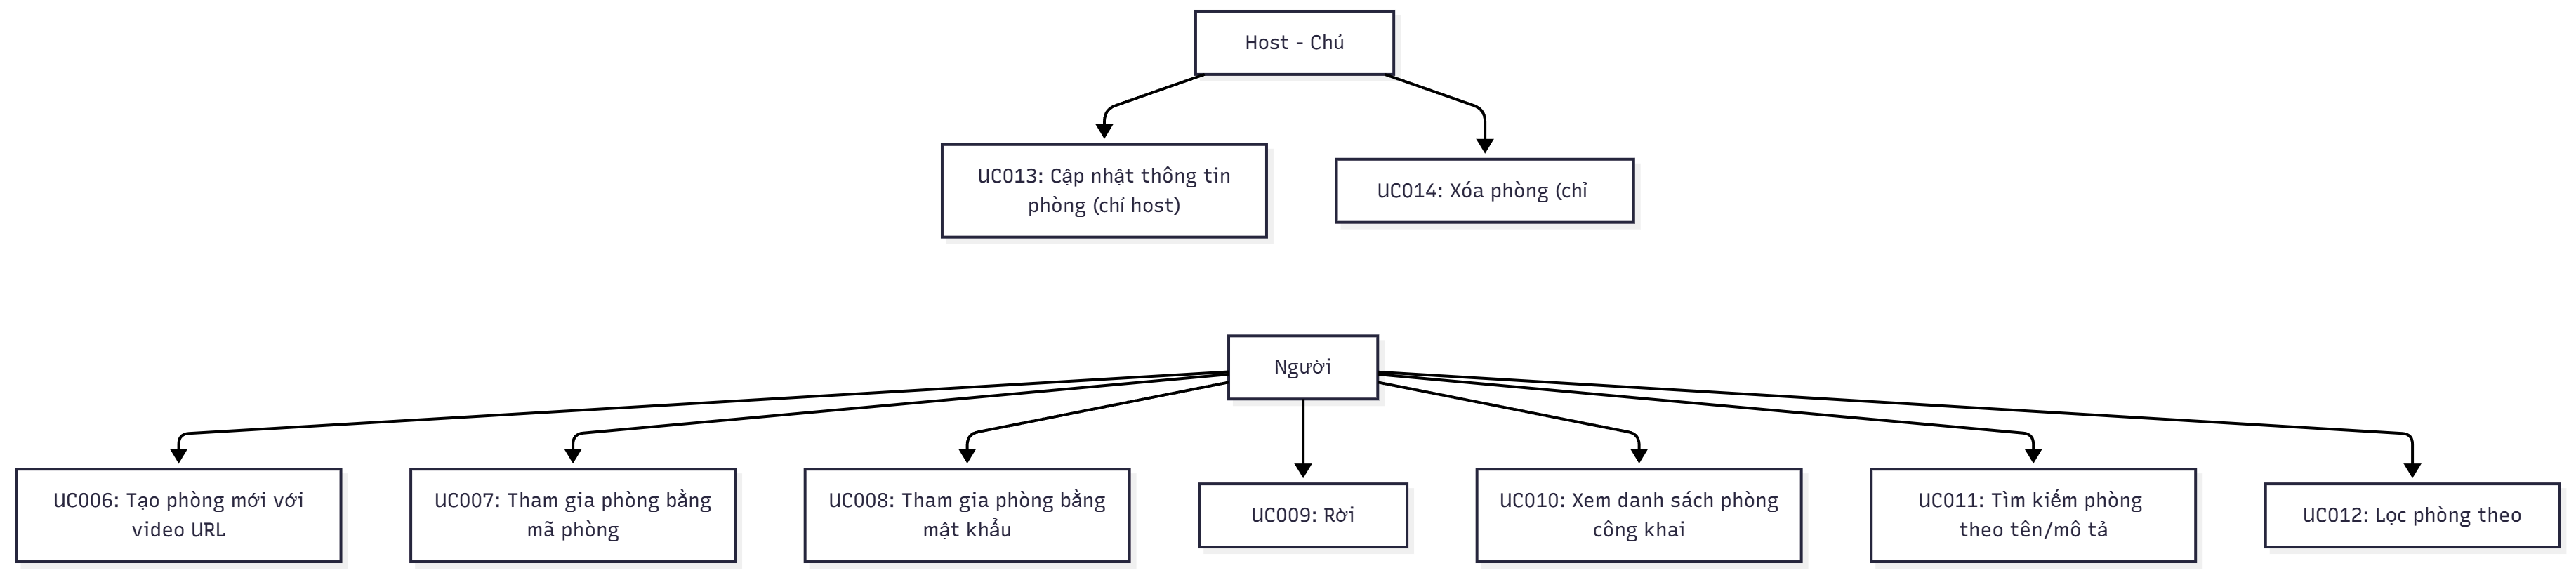 Host - Chủ
UC013: Cập nhật thông tin
phòng (chỉ host)
UC014: Xóa phòng (chỉ
Người
UC006: Tạo phòng mới với
video URL
UC007: Tham gia phòng bằng
mã phòng
UC008: Tham gia phòng bằng
mật khẩu
UC009: Rời
UC010: Xem danh sách phòng
công khai
UC011: Tìm kiếm phòng
theo tên/mô tả
UC012: Lọc phòng theo